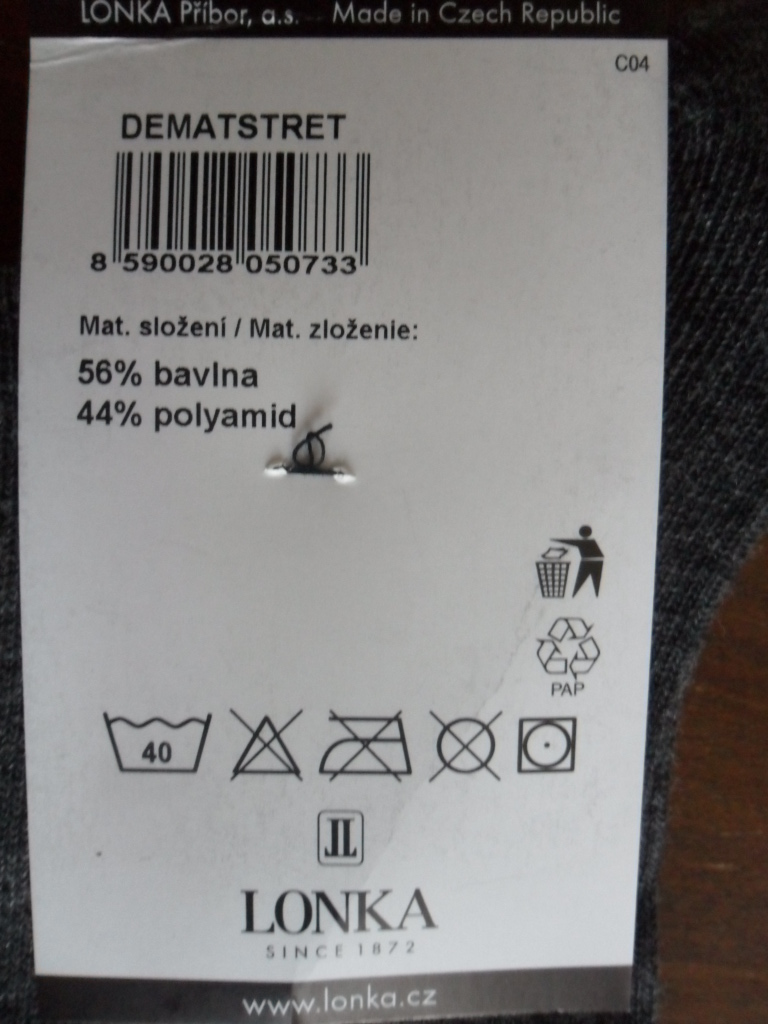 LONKA Příbor, a.s. Made in Czech Republic
C04
DEMATSTRET
8 590028 050733
Mat. složení / Mat. zloženie:
56% bavlna
44% polyamid
PAP
40
LONKA
SINCE 1872
www.lonka.cz